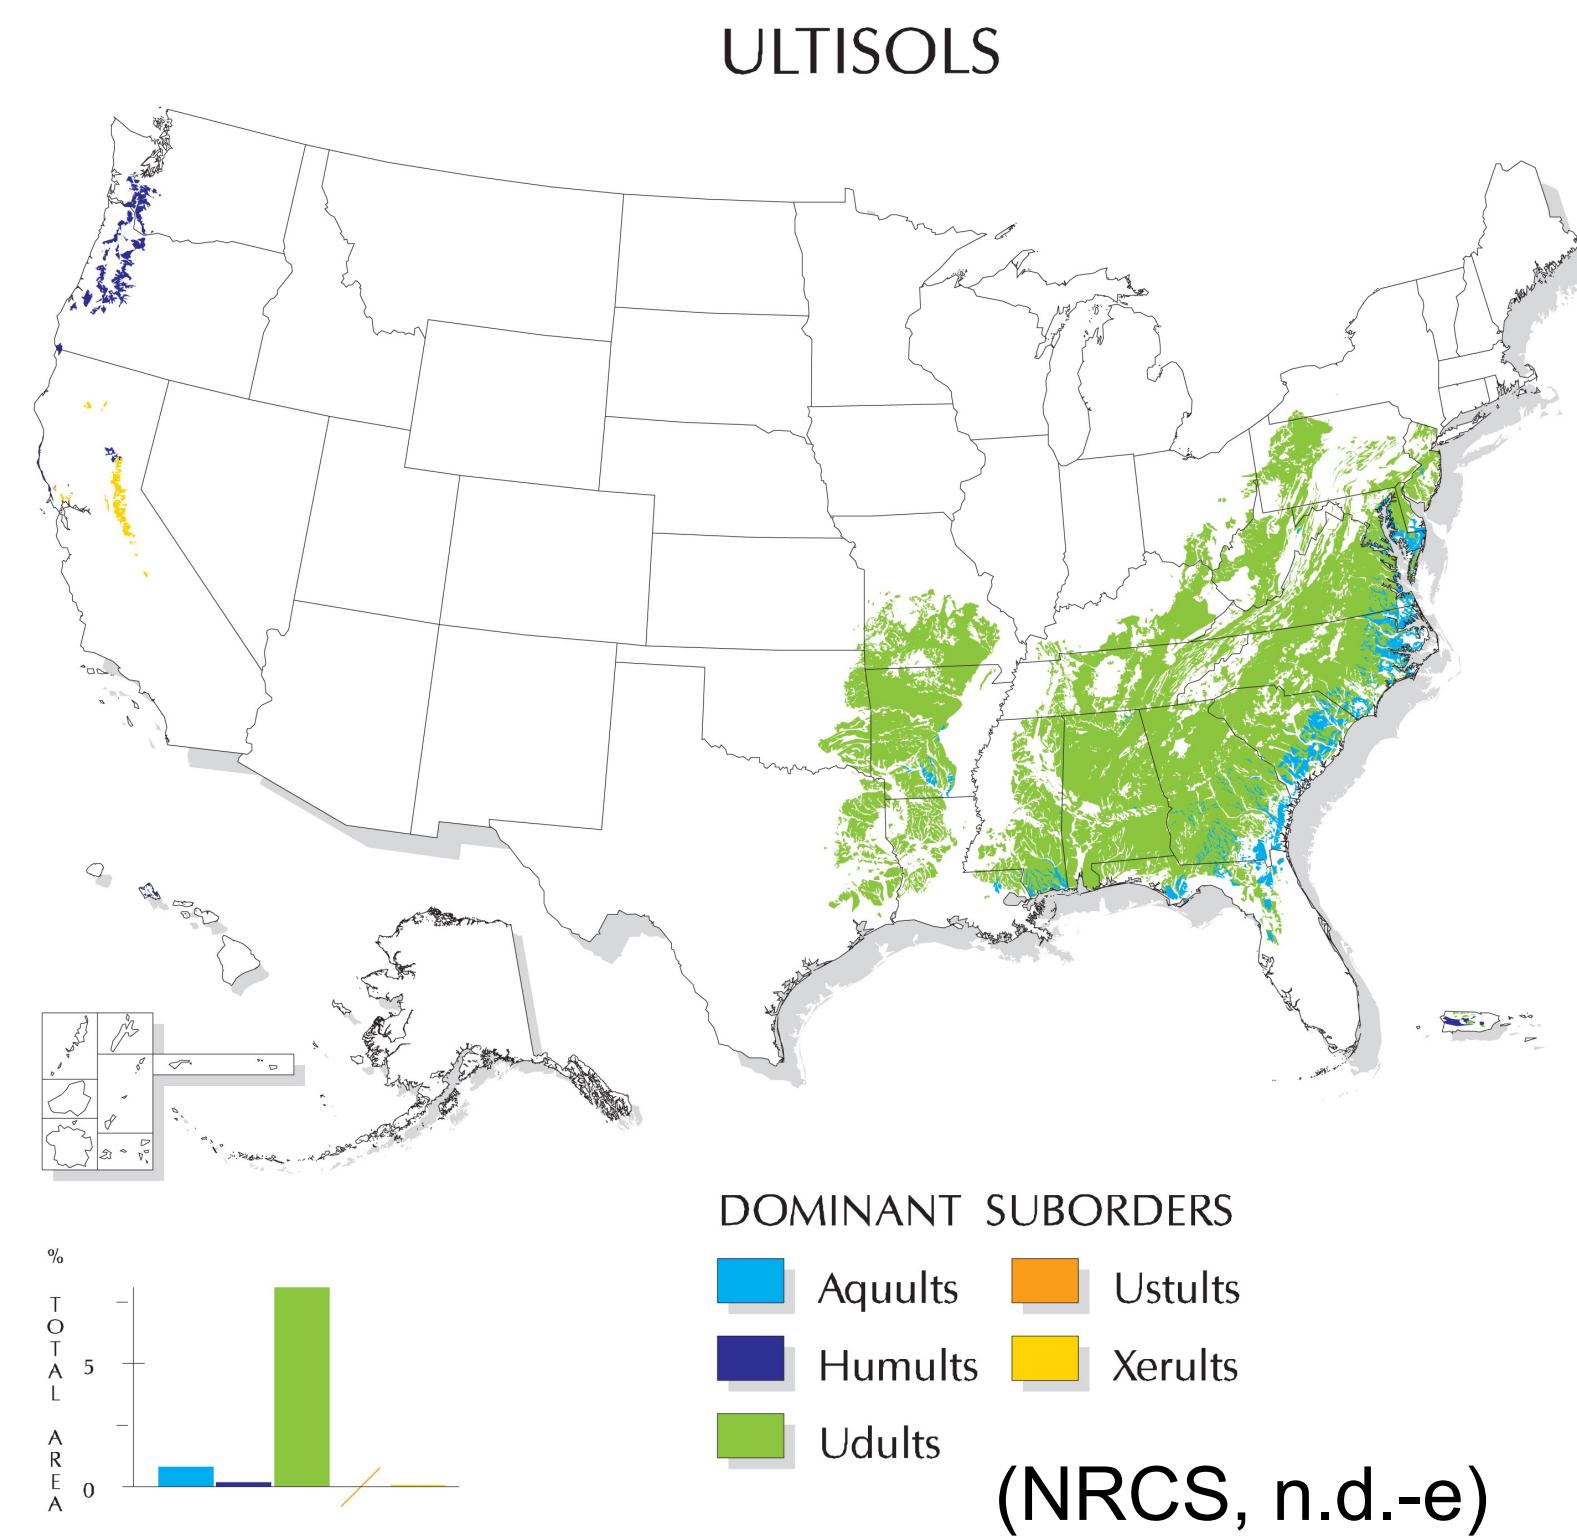 ULTISOLS
DOMINANT SUBORDERS
Aquults
Ustults
Humults
Xerults
Udults
%
TOTAL AREA
5
0
(NRCS, n.d.-e)